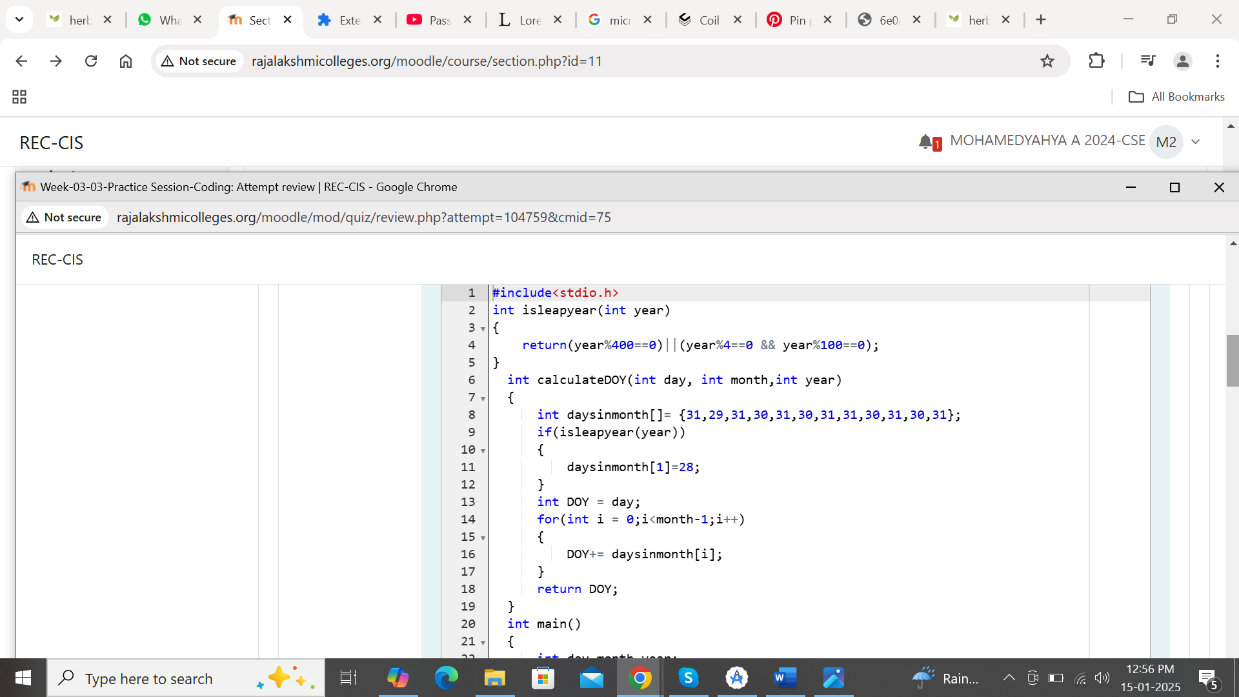 herb Wha Sect Exte Pass Lore micr Coil Pin 6e0 herb
Not secure rajalakshmicolleges.org/moodle/course/section.php?id=11
All Bookmarks
REC-CIS 1 MOHAMEDYAHYA A 2024-CSE M2
Week-03-03-Practice Session-Coding: Attempt review | REC-CIS - Google Chrome
Not secure rajalakshmicolleges.org/moodle/mod/quiz/review.php?attempt=104759&cmid=75
REC-CIS
1 #include<stdio.h>
2 int isleapyear(int year)
3 {
4 return(year%400==0)||(year%4==0 && year%100==0);
5 }
6 int calculateDOY(int day, int month,int year)
7 {
8 int daysinmonth[]= {31,29,31,30,31,30,31,31,30,31,30,31};
9 if(isleapyear(year))
10 {
11 daysinmonth[1]=28;
12 }
13 int DOY = day;
14 for(int i = 0;i<month-1;i++)
15 {
16 DOY+= daysinmonth[i];
17 }
18 return DOY;
19 }
20 int main()
21 {
Type here to search Rain... 12:56 PM
15-01-2025 5